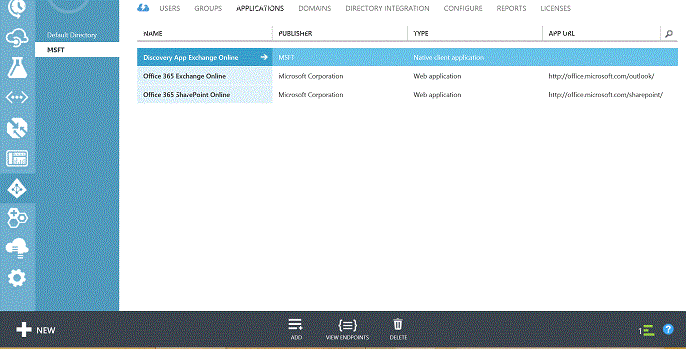 USERS GROUPS APPLICATIONS DOMAINS DIRECTORY INTEGRATION CONFIGURE REPORTS LICENSES
Default Directory
MSFT
NAME PUBLISHER TYPE APP URL
Discovery App Exchange Online MSFT Native client application
Office 365 Exchange Online Microsoft Corporation Web application http://office.microsoft.com/outlook/
Office 365 SharePoint Online Microsoft Corporation Web application http://office.microsoft.com/sharepoint/
NEW
ADD VIEW ENDPOINTS DELETE
1 ?